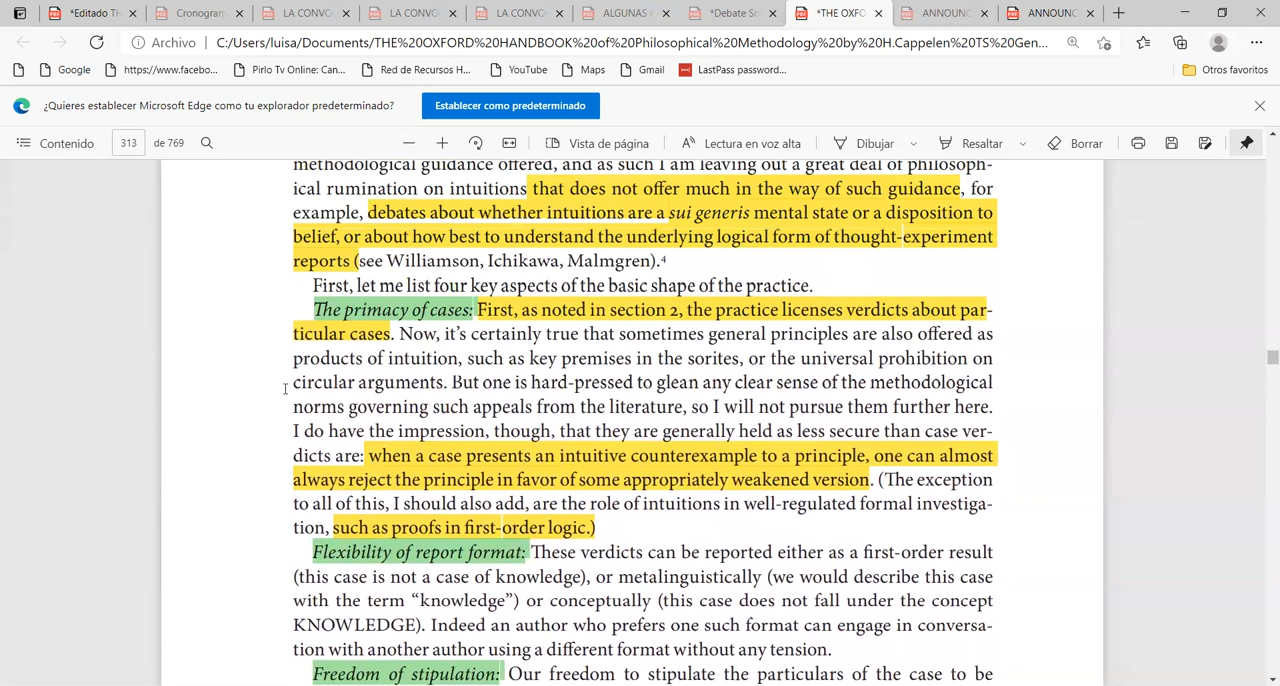 *Editado TH
Cronogram
LA CONVO
LA CONVO
LA CONVO
ALGUNAS
*Debate So
*THE OXFO
ANNOUNC
ANNOUNC
Archivo
C:/Users/luisa/Documents/THE%20OXFORD%20HANDBOOK%20of%20Philosophical%20Methodology%20by%20H.Cappelen%20TS%20Gen...
Google
https://www.facebo...
Pirlo Tv Online: Can...
Red de Recursos H...
YouTube
Maps
Gmail
LastPass password...
Otros favoritos
¿Quieres establecer Microsoft Edge como tu explorador predeterminado?
Establecer como predeterminado
Contenido
313
de 769
Vista de página
Lectura en voz alta
Dibujar
Resaltar
Borrar
methodological guidance offered, and as such I am leaving out a great deal of philosoph-
ical rumination on intuitions that does not offer much in the way of such guidance, for
example, debates about whether intuitions are a sui generis mental state or a disposition to
belief, or about how best to understand the underlying logical form of thought-experiment
reports (see Williamson, Ichikawa, Malmgren).⁴
First, let me list four key aspects of the basic shape of the practice.
The primacy of cases: First, as noted in section 2, the practice licenses verdicts about par-
ticular cases. Now, it's certainly true that sometimes general principles are also offered as
products of intuition, such as key premises in the sorites, or the universal prohibition on
circular arguments. But one is hard-pressed to glean any clear sense of the methodological
norms governing such appeals from the literature, so I will not pursue them further here.
I do have the impression, though, that they are generally held as less secure than case ver-
dicts are: when a case presents an intuitive counterexample to a principle, one can almost
always reject the principle in favor of some appropriately weakened version. (The exception
to all of this, I should also add, are the role of intuitions in well-regulated formal investiga-
tion, such as proofs in first-order logic.)
Flexibility of report format: These verdicts can be reported either as a first-order result
(this case is not a case of knowledge), or metalinguistically (we would describe this case
with the term “knowledge”) or conceptually (this case does not fall under the concept
KNOWLEDGE). Indeed an author who prefers one such format can engage in conversa-
tion with another author using a different format without any tension.
Freedom of stipulation: Our freedom to stipulate the particulars of the case to be